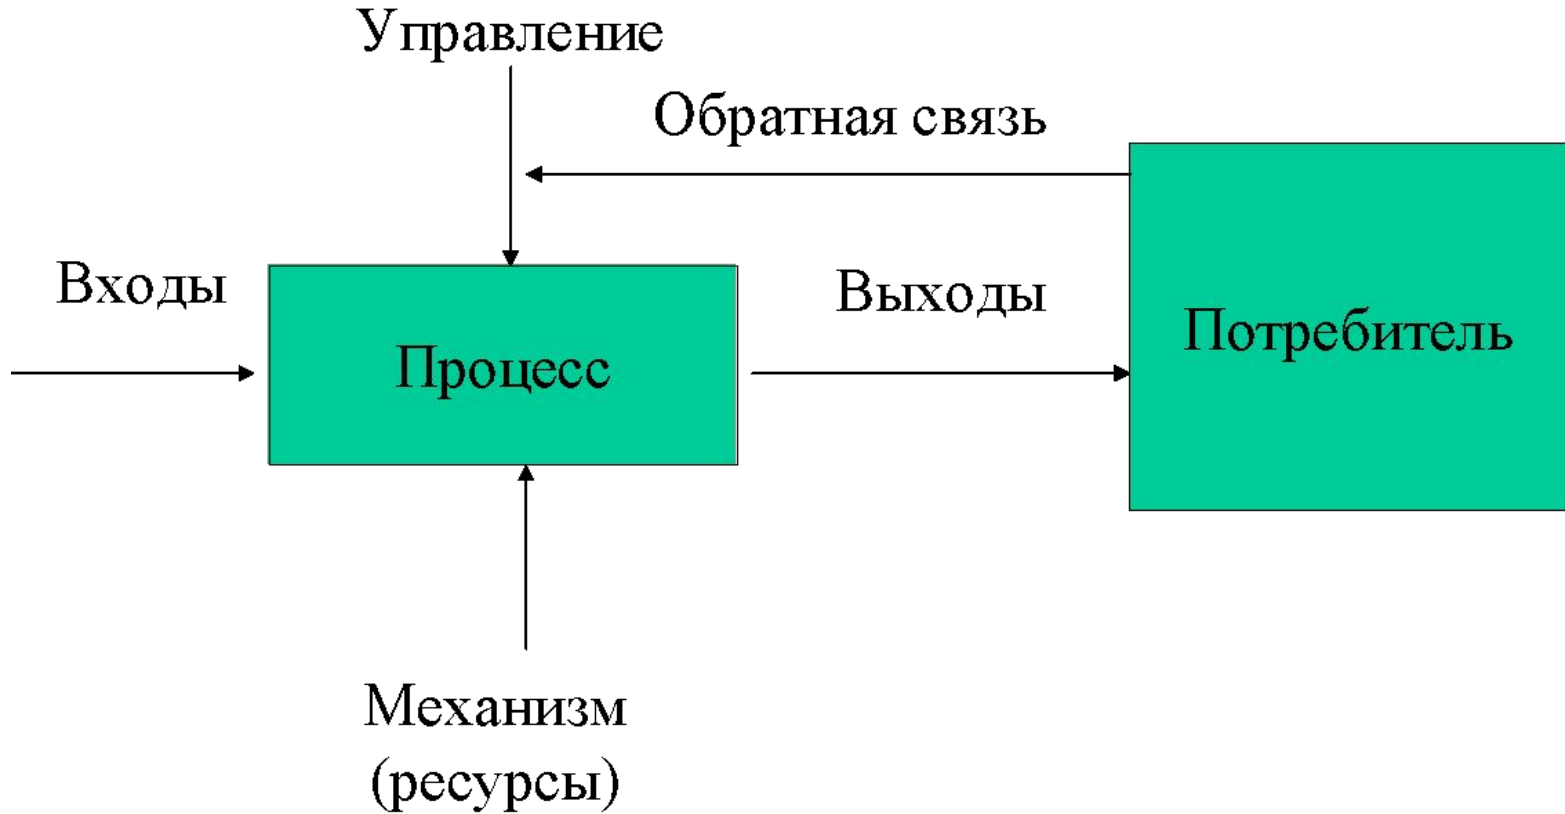 Управление
Обратная связь
Входы
Процесс
Выходы
Потребитель
Механизм
(ресурсы)